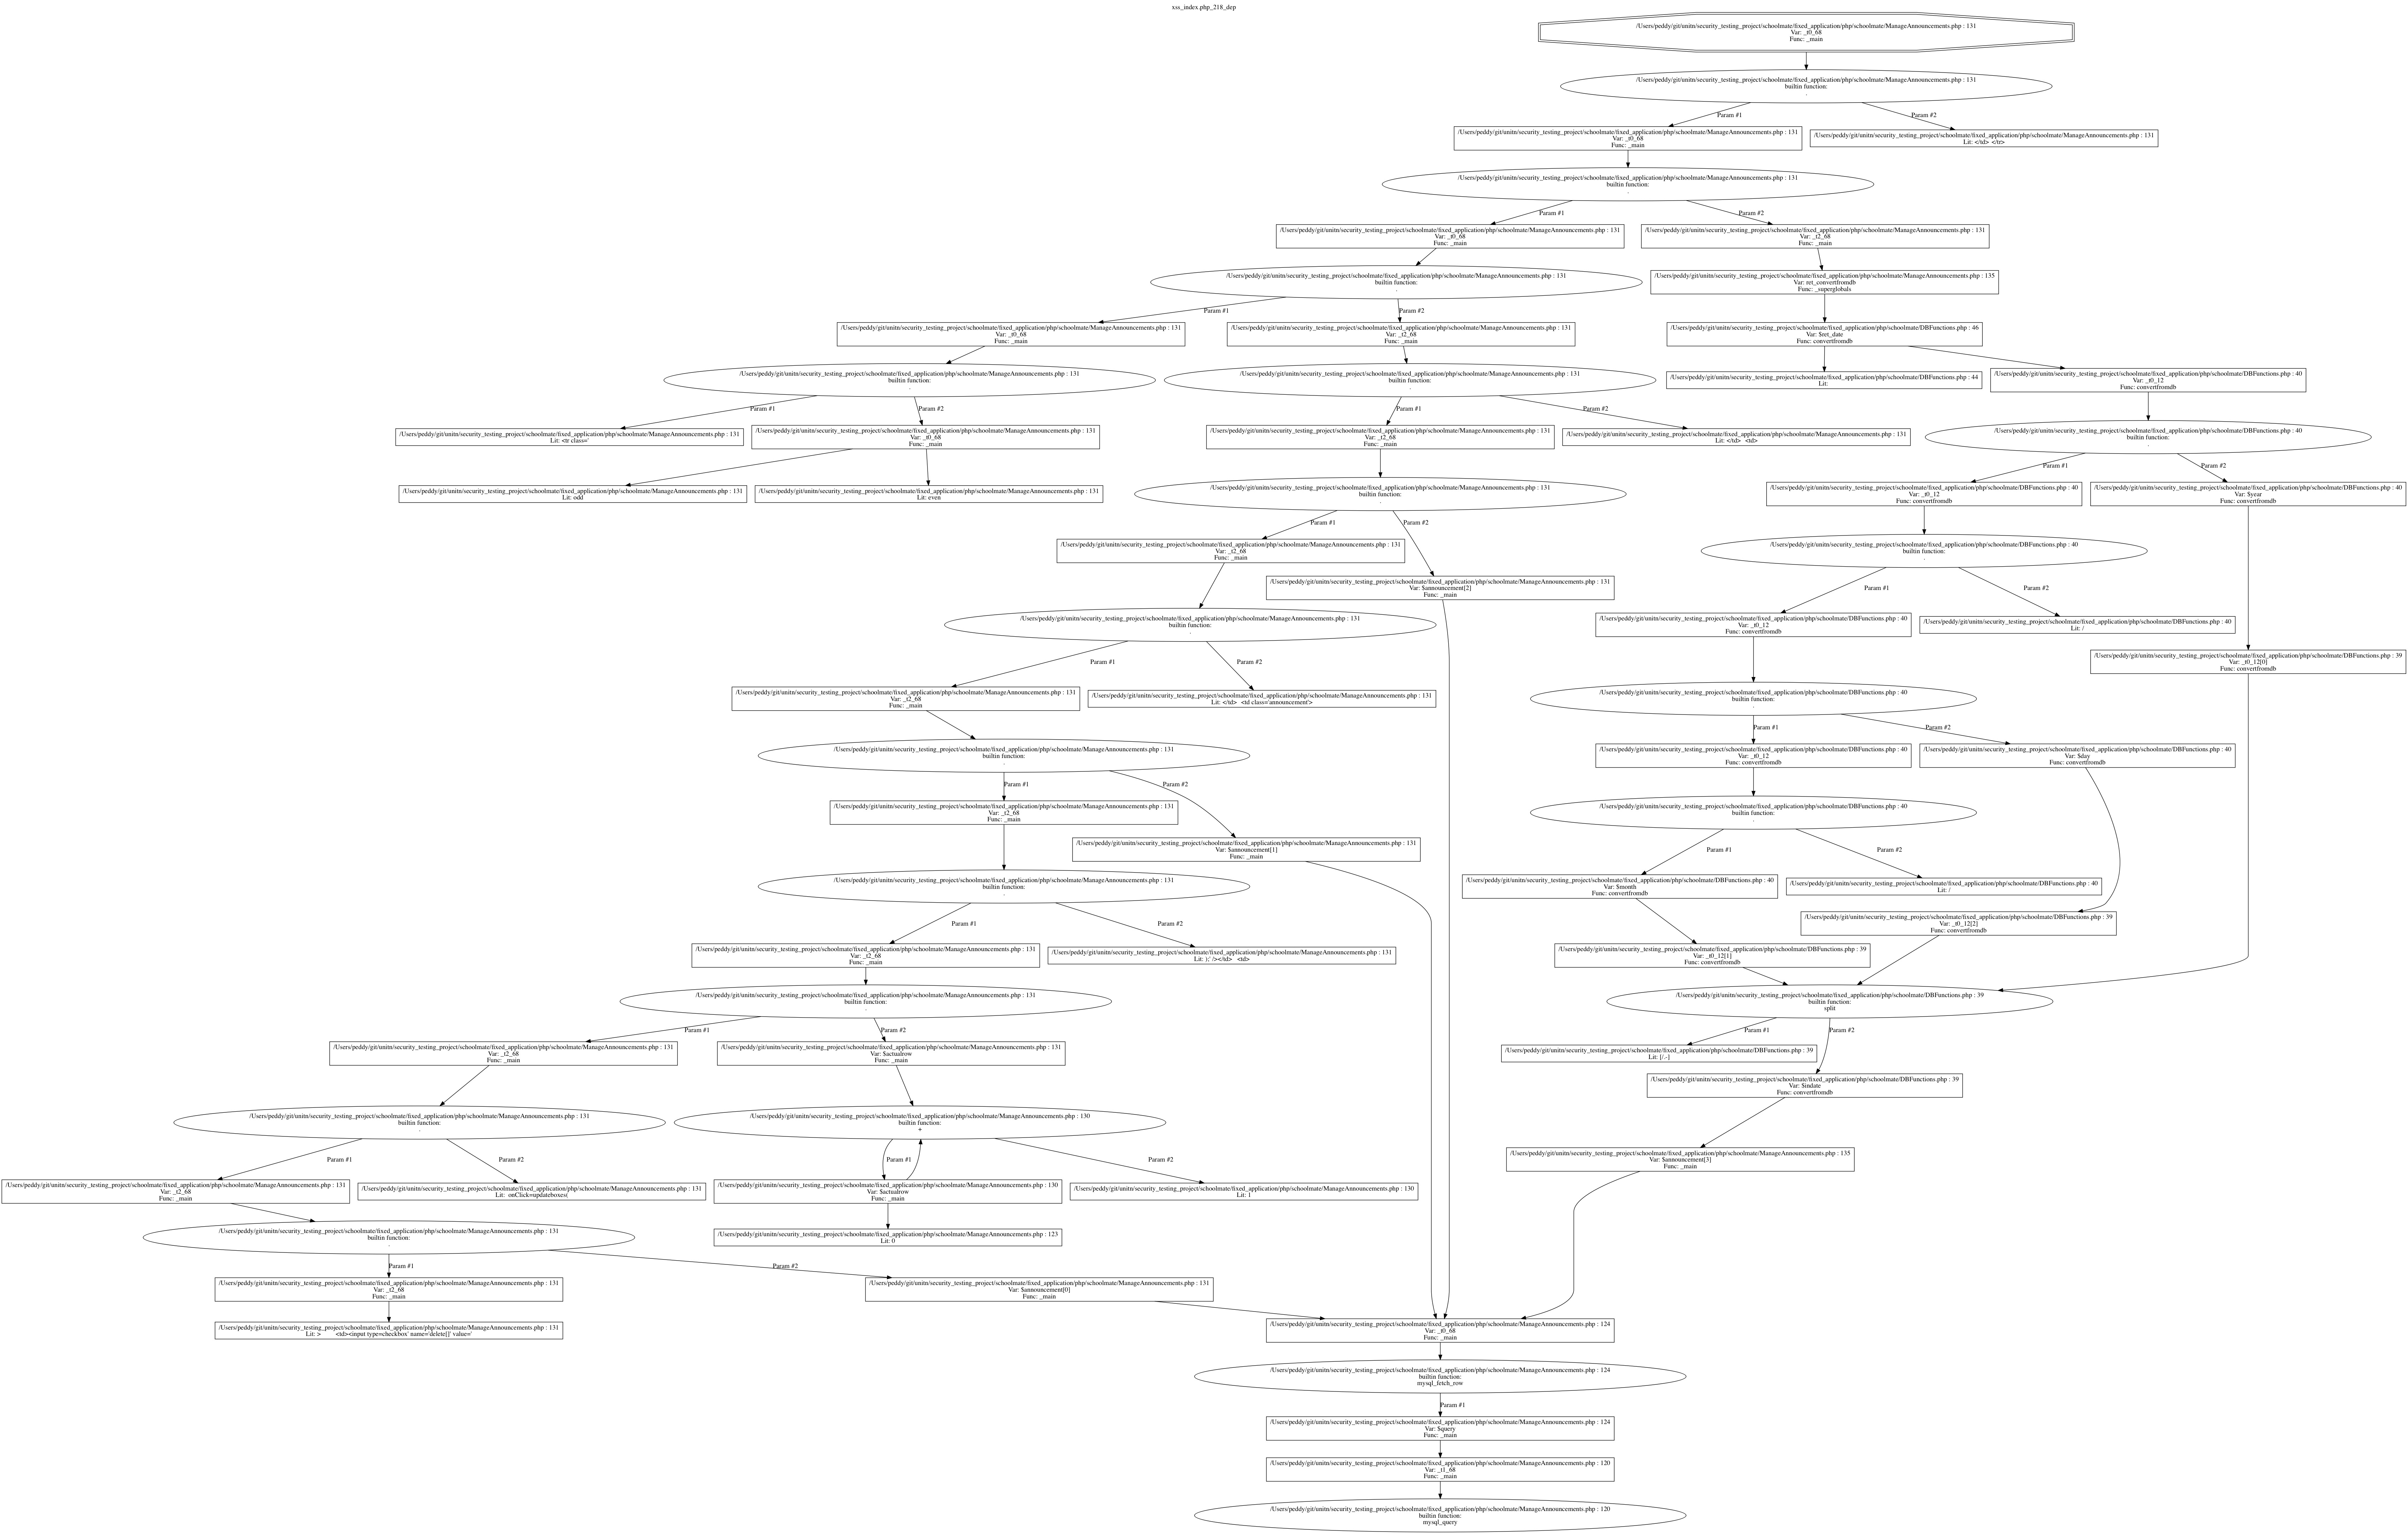 xss_index.php_218_dep
/Users/peddy/git/unitn/security_testing_project/schoolmate/fixed_application/php/schoolmate/ManageAnnouncements.php : 131
Var: _t0_68
Func: _main
/Users/peddy/git/unitn/security_testing_project/schoolmate/fixed_application/php/schoolmate/ManageAnnouncements.php : 131
builtin function:
.
Param #1
Param #2
/Users/peddy/git/unitn/security_testing_project/schoolmate/fixed_application/php/schoolmate/ManageAnnouncements.php : 131
Var: _t0_68
Func: _main
/Users/peddy/git/unitn/security_testing_project/schoolmate/fixed_application/php/schoolmate/ManageAnnouncements.php : 131
Lit: </td>  </tr>
/Users/peddy/git/unitn/security_testing_project/schoolmate/fixed_application/php/schoolmate/ManageAnnouncements.php : 131
builtin function:
.
Param #1
Param #2
/Users/peddy/git/unitn/security_testing_project/schoolmate/fixed_application/php/schoolmate/ManageAnnouncements.php : 131
Var: _t0_68
Func: _main
/Users/peddy/git/unitn/security_testing_project/schoolmate/fixed_application/php/schoolmate/ManageAnnouncements.php : 131
Var: _t2_68
Func: _main
/Users/peddy/git/unitn/security_testing_project/schoolmate/fixed_application/php/schoolmate/ManageAnnouncements.php : 131
builtin function:
.
/Users/peddy/git/unitn/security_testing_project/schoolmate/fixed_application/php/schoolmate/ManageAnnouncements.php : 135
Var: ret_convertfromdb
Func: _superglobals
Param #1
Param #2
/Users/peddy/git/unitn/security_testing_project/schoolmate/fixed_application/php/schoolmate/ManageAnnouncements.php : 131
Var: _t0_68
Func: _main
/Users/peddy/git/unitn/security_testing_project/schoolmate/fixed_application/php/schoolmate/ManageAnnouncements.php : 131
Var: _t2_68
Func: _main
/Users/peddy/git/unitn/security_testing_project/schoolmate/fixed_application/php/schoolmate/DBFunctions.php : 46
Var: $ret_date
Func: convertfromdb
/Users/peddy/git/unitn/security_testing_project/schoolmate/fixed_application/php/schoolmate/ManageAnnouncements.php : 131
builtin function:
.
/Users/peddy/git/unitn/security_testing_project/schoolmate/fixed_application/php/schoolmate/ManageAnnouncements.php : 131
builtin function:
.
/Users/peddy/git/unitn/security_testing_project/schoolmate/fixed_application/php/schoolmate/DBFunctions.php : 44
Lit:
/Users/peddy/git/unitn/security_testing_project/schoolmate/fixed_application/php/schoolmate/DBFunctions.php : 40
Var: _t0_12
Func: convertfromdb
Param #1
Param #2
Param #1
Param #2
/Users/peddy/git/unitn/security_testing_project/schoolmate/fixed_application/php/schoolmate/ManageAnnouncements.php : 131
Lit: <tr class='
/Users/peddy/git/unitn/security_testing_project/schoolmate/fixed_application/php/schoolmate/ManageAnnouncements.php : 131
Var: _t0_68
Func: _main
/Users/peddy/git/unitn/security_testing_project/schoolmate/fixed_application/php/schoolmate/ManageAnnouncements.php : 131
Var: _t2_68
Func: _main
/Users/peddy/git/unitn/security_testing_project/schoolmate/fixed_application/php/schoolmate/ManageAnnouncements.php : 131
Lit: </td>   <td>
/Users/peddy/git/unitn/security_testing_project/schoolmate/fixed_application/php/schoolmate/DBFunctions.php : 40
builtin function:
.
Param #1
Param #2
/Users/peddy/git/unitn/security_testing_project/schoolmate/fixed_application/php/schoolmate/ManageAnnouncements.php : 131
Lit: odd
/Users/peddy/git/unitn/security_testing_project/schoolmate/fixed_application/php/schoolmate/ManageAnnouncements.php : 131
Lit: even
/Users/peddy/git/unitn/security_testing_project/schoolmate/fixed_application/php/schoolmate/ManageAnnouncements.php : 131
builtin function:
.
/Users/peddy/git/unitn/security_testing_project/schoolmate/fixed_application/php/schoolmate/DBFunctions.php : 40
Var: _t0_12
Func: convertfromdb
/Users/peddy/git/unitn/security_testing_project/schoolmate/fixed_application/php/schoolmate/DBFunctions.php : 40
Var: $year
Func: convertfromdb
Param #1
Param #2
/Users/peddy/git/unitn/security_testing_project/schoolmate/fixed_application/php/schoolmate/ManageAnnouncements.php : 131
Var: _t2_68
Func: _main
/Users/peddy/git/unitn/security_testing_project/schoolmate/fixed_application/php/schoolmate/DBFunctions.php : 40
builtin function:
.
/Users/peddy/git/unitn/security_testing_project/schoolmate/fixed_application/php/schoolmate/ManageAnnouncements.php : 131
Var: $announcement[2]
Func: _main
Param #1
Param #2
/Users/peddy/git/unitn/security_testing_project/schoolmate/fixed_application/php/schoolmate/ManageAnnouncements.php : 131
builtin function:
.
/Users/peddy/git/unitn/security_testing_project/schoolmate/fixed_application/php/schoolmate/DBFunctions.php : 40
Var: _t0_12
Func: convertfromdb
/Users/peddy/git/unitn/security_testing_project/schoolmate/fixed_application/php/schoolmate/DBFunctions.php : 40
Lit: /
Param #1
Param #2
/Users/peddy/git/unitn/security_testing_project/schoolmate/fixed_application/php/schoolmate/DBFunctions.php : 39
Var: _t0_12[0]
Func: convertfromdb
/Users/peddy/git/unitn/security_testing_project/schoolmate/fixed_application/php/schoolmate/ManageAnnouncements.php : 131
Var: _t2_68
Func: _main
/Users/peddy/git/unitn/security_testing_project/schoolmate/fixed_application/php/schoolmate/ManageAnnouncements.php : 131
Lit: </td>   <td class='announcement'>
/Users/peddy/git/unitn/security_testing_project/schoolmate/fixed_application/php/schoolmate/DBFunctions.php : 40
builtin function:
.
Param #1
Param #2
/Users/peddy/git/unitn/security_testing_project/schoolmate/fixed_application/php/schoolmate/ManageAnnouncements.php : 131
builtin function:
.
/Users/peddy/git/unitn/security_testing_project/schoolmate/fixed_application/php/schoolmate/DBFunctions.php : 40
Var: _t0_12
Func: convertfromdb
/Users/peddy/git/unitn/security_testing_project/schoolmate/fixed_application/php/schoolmate/DBFunctions.php : 40
Var: $day
Func: convertfromdb
Param #1
Param #2
/Users/peddy/git/unitn/security_testing_project/schoolmate/fixed_application/php/schoolmate/ManageAnnouncements.php : 131
Var: _t2_68
Func: _main
/Users/peddy/git/unitn/security_testing_project/schoolmate/fixed_application/php/schoolmate/DBFunctions.php : 40
builtin function:
.
/Users/peddy/git/unitn/security_testing_project/schoolmate/fixed_application/php/schoolmate/ManageAnnouncements.php : 131
Var: $announcement[1]
Func: _main
Param #1
Param #2
/Users/peddy/git/unitn/security_testing_project/schoolmate/fixed_application/php/schoolmate/ManageAnnouncements.php : 131
builtin function:
.
/Users/peddy/git/unitn/security_testing_project/schoolmate/fixed_application/php/schoolmate/DBFunctions.php : 40
Var: $month
Func: convertfromdb
/Users/peddy/git/unitn/security_testing_project/schoolmate/fixed_application/php/schoolmate/DBFunctions.php : 40
Lit: /
Param #1
Param #2
/Users/peddy/git/unitn/security_testing_project/schoolmate/fixed_application/php/schoolmate/DBFunctions.php : 39
Var: _t0_12[2]
Func: convertfromdb
/Users/peddy/git/unitn/security_testing_project/schoolmate/fixed_application/php/schoolmate/ManageAnnouncements.php : 131
Var: _t2_68
Func: _main
/Users/peddy/git/unitn/security_testing_project/schoolmate/fixed_application/php/schoolmate/ManageAnnouncements.php : 131
Lit: );' /></td>   <td>
/Users/peddy/git/unitn/security_testing_project/schoolmate/fixed_application/php/schoolmate/DBFunctions.php : 39
Var: _t0_12[1]
Func: convertfromdb
/Users/peddy/git/unitn/security_testing_project/schoolmate/fixed_application/php/schoolmate/ManageAnnouncements.php : 131
builtin function:
.
/Users/peddy/git/unitn/security_testing_project/schoolmate/fixed_application/php/schoolmate/DBFunctions.php : 39
builtin function:
split
Param #1
Param #2
Param #1
Param #2
/Users/peddy/git/unitn/security_testing_project/schoolmate/fixed_application/php/schoolmate/ManageAnnouncements.php : 131
Var: _t2_68
Func: _main
/Users/peddy/git/unitn/security_testing_project/schoolmate/fixed_application/php/schoolmate/ManageAnnouncements.php : 131
Var: $actualrow
Func: _main
/Users/peddy/git/unitn/security_testing_project/schoolmate/fixed_application/php/schoolmate/DBFunctions.php : 39
Lit: [/.-]
/Users/peddy/git/unitn/security_testing_project/schoolmate/fixed_application/php/schoolmate/DBFunctions.php : 39
Var: $indate
Func: convertfromdb
/Users/peddy/git/unitn/security_testing_project/schoolmate/fixed_application/php/schoolmate/ManageAnnouncements.php : 131
builtin function:
.
/Users/peddy/git/unitn/security_testing_project/schoolmate/fixed_application/php/schoolmate/ManageAnnouncements.php : 130
builtin function:
+
Param #1
Param #2
Param #1
Param #2
/Users/peddy/git/unitn/security_testing_project/schoolmate/fixed_application/php/schoolmate/ManageAnnouncements.php : 135
Var: $announcement[3]
Func: _main
/Users/peddy/git/unitn/security_testing_project/schoolmate/fixed_application/php/schoolmate/ManageAnnouncements.php : 131
Var: _t2_68
Func: _main
/Users/peddy/git/unitn/security_testing_project/schoolmate/fixed_application/php/schoolmate/ManageAnnouncements.php : 131
Lit:  onClick='updateboxes(
/Users/peddy/git/unitn/security_testing_project/schoolmate/fixed_application/php/schoolmate/ManageAnnouncements.php : 130
Var: $actualrow
Func: _main
/Users/peddy/git/unitn/security_testing_project/schoolmate/fixed_application/php/schoolmate/ManageAnnouncements.php : 130
Lit: 1
/Users/peddy/git/unitn/security_testing_project/schoolmate/fixed_application/php/schoolmate/ManageAnnouncements.php : 131
builtin function:
.
/Users/peddy/git/unitn/security_testing_project/schoolmate/fixed_application/php/schoolmate/ManageAnnouncements.php : 123
Lit: 0
Param #1
Param #2
/Users/peddy/git/unitn/security_testing_project/schoolmate/fixed_application/php/schoolmate/ManageAnnouncements.php : 131
Var: _t2_68
Func: _main
/Users/peddy/git/unitn/security_testing_project/schoolmate/fixed_application/php/schoolmate/ManageAnnouncements.php : 131
Var: $announcement[0]
Func: _main
/Users/peddy/git/unitn/security_testing_project/schoolmate/fixed_application/php/schoolmate/ManageAnnouncements.php : 131
Lit: >         <td><input type=checkbox' name='delete[]' value='
/Users/peddy/git/unitn/security_testing_project/schoolmate/fixed_application/php/schoolmate/ManageAnnouncements.php : 124
Var: _t0_68
Func: _main
/Users/peddy/git/unitn/security_testing_project/schoolmate/fixed_application/php/schoolmate/ManageAnnouncements.php : 124
builtin function:
mysql_fetch_row
Param #1
/Users/peddy/git/unitn/security_testing_project/schoolmate/fixed_application/php/schoolmate/ManageAnnouncements.php : 124
Var: $query
Func: _main
/Users/peddy/git/unitn/security_testing_project/schoolmate/fixed_application/php/schoolmate/ManageAnnouncements.php : 120
Var: _t1_68
Func: _main
/Users/peddy/git/unitn/security_testing_project/schoolmate/fixed_application/php/schoolmate/ManageAnnouncements.php : 120
builtin function:
mysql_query